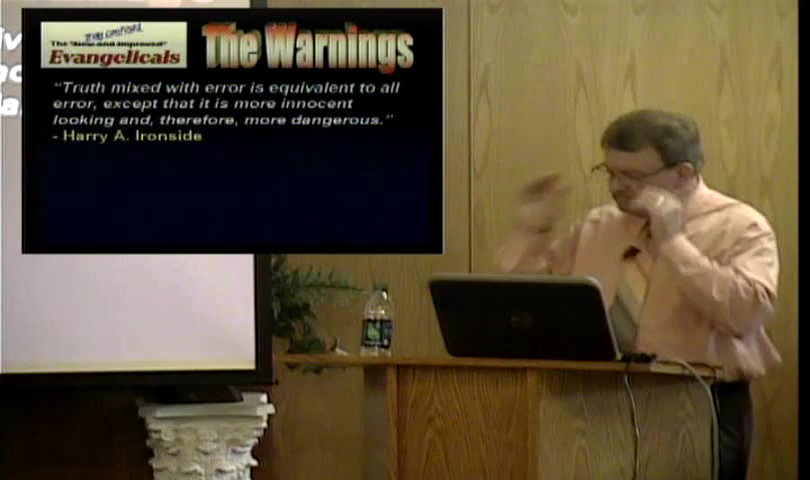 The "New and Improved"
Evangelicals
The Warnings
"Truth mixed with error is equivalent to all
error, except that it is more innocent
looking and, therefore, more dangerous."
- Harry A. Ironside